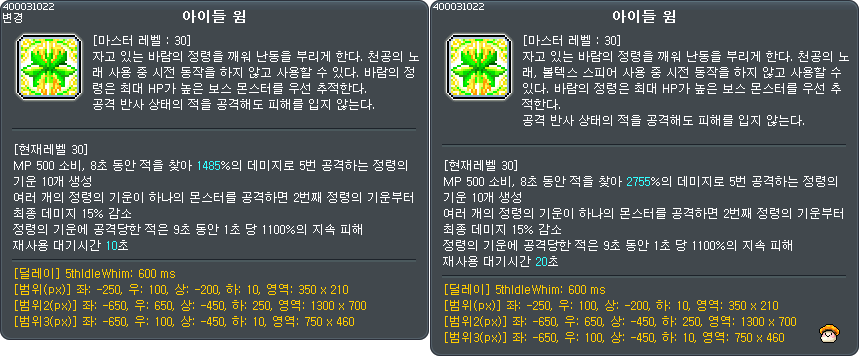 400031022
변경
아이들 윔
[마스터 레벨 : 30]
자고 있는 바람의 정령을 깨워 난동을 부리게 한다. 천공의 노
래 사용 중 시전 동작을 하지 않고 사용할 수 있다. 바람의 정
령은 최대 HP가 높은 보스 몬스터를 우선 추적한다.
공격 반사 상태의 적을 공격해도 피해를 입지 않는다.
[현재레벨 30]
MP 500 소비, 8초 동안 적을 찾아 1485%의 데미지로 5번 공격하는 정령의
기운 10개 생성
여러 개의 정령의 기운이 하나의 몬스터를 공격하면 2번째 정령의 기운부터
최종 데미지 15% 감소
정령의 기운에 공격당한 적은 9초 동안 1초 당 1100%의 지속 피해
재사용 대기시간 10초
[딜레이] 5thIdleWhim: 600 ms
[범위(px)] 좌: -250, 우: 100, 상: -200, 하: 10, 영역: 350 x 210
[범위2(px)] 좌: -650, 우: 650, 상: -450, 하: 250, 영역: 1300 x 700
[범위3(px)] 좌: -650, 우: 100, 상: -450, 하: 10, 영역: 750 x 460
400031022
아이들 윔
[마스터 레벨 : 30]
자고 있는 바람의 정령을 깨워 난동을 부리게 한다. 천공의 노
래, 볼텍스 스피어 사용 중 시전 동작을 하지 않고 사용할 수
있다. 바람의 정령은 최대 HP가 높은 보스 몬스터를 우선 추
적한다.
공격 반사 상태의 적을 공격해도 피해를 입지 않는다.
[현재레벨 30]
MP 500 소비, 8초 동안 적을 찾아 2755%의 데미지로 5번 공격하는 정령의
기운 10개 생성
여러 개의 정령의 기운이 하나의 몬스터를 공격하면 2번째 정령의 기운부터
최종 데미지 15% 감소
정령의 기운에 공격당한 적은 9초 동안 1초 당 1100%의 지속 피해
재사용 대기시간 20초
[딜레이] 5thIdleWhim: 600 ms
[범위(px)] 좌: -250, 우: 100, 상: -200, 하: 10, 영역: 350 x 210
[범위2(px)] 좌: -650, 우: 650, 상: -450, 하: 250, 영역: 1300 x 700
[범위3(px)] 좌: -650, 우: 100, 상: -450, 하: 10, 영역: 750 x 460